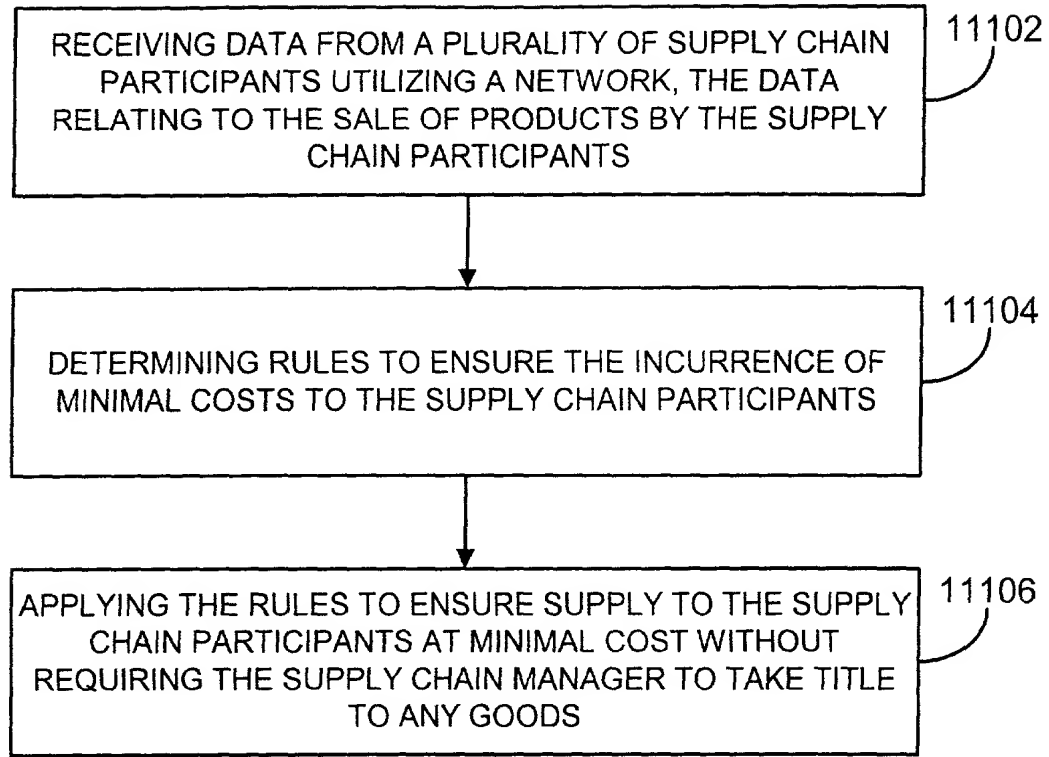 RECEIVING DATA FROM A PLURALITY OF SUPPLY CHAIN
PARTICIPANTS UTILIZING A NETWORK, THE DATA
RELATING TO THE SALE OF PRODUCTS BY THE SUPPLY
CHAIN PARTICIPANTS
11102
DETERMINING RULES TO ENSURE THE INCURRENCE OF
MINIMAL COSTS TO THE SUPPLY CHAIN PARTICIPANTS
11104
APPLYING THE RULES TO ENSURE SUPPLY TO THE SUPPLY
CHAIN PARTICIPANTS AT MINIMAL COST WITHOUT
REQUIRING THE SUPPLY CHAIN MANAGER TO TAKE TITLE
TO ANY GOODS
11106